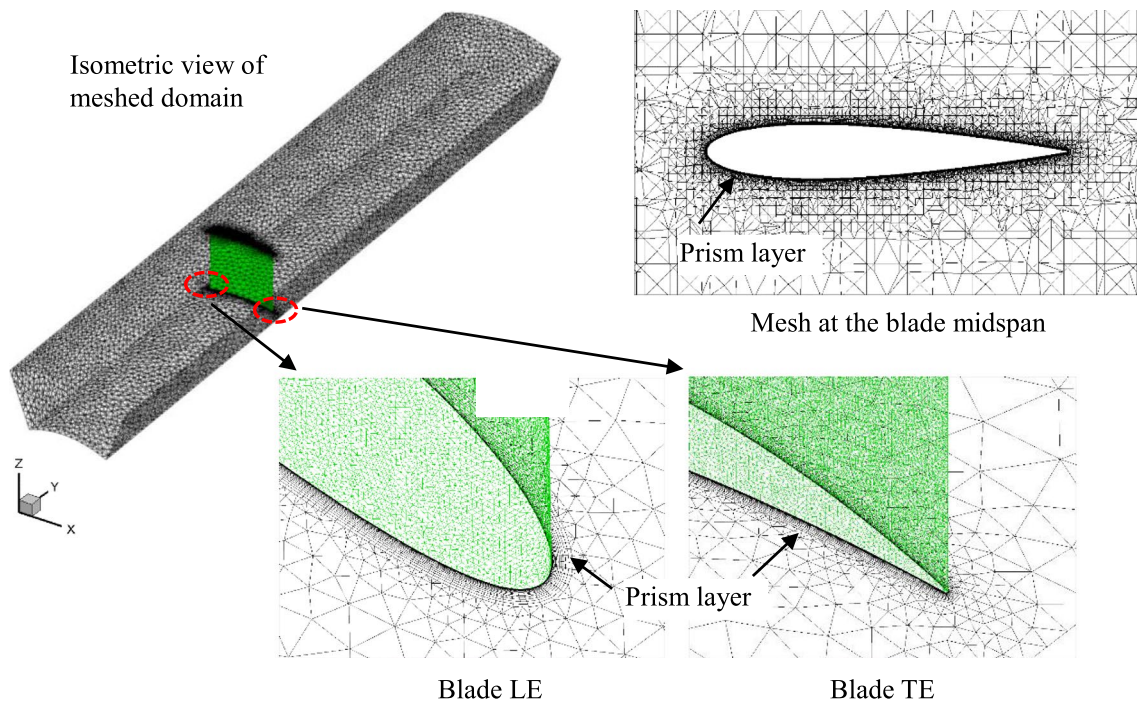 Isometric view of
meshed domain
Prism layer
Mesh at the blade midspan
Z
Y
X
Prism layer
Blade LE
Blade TE